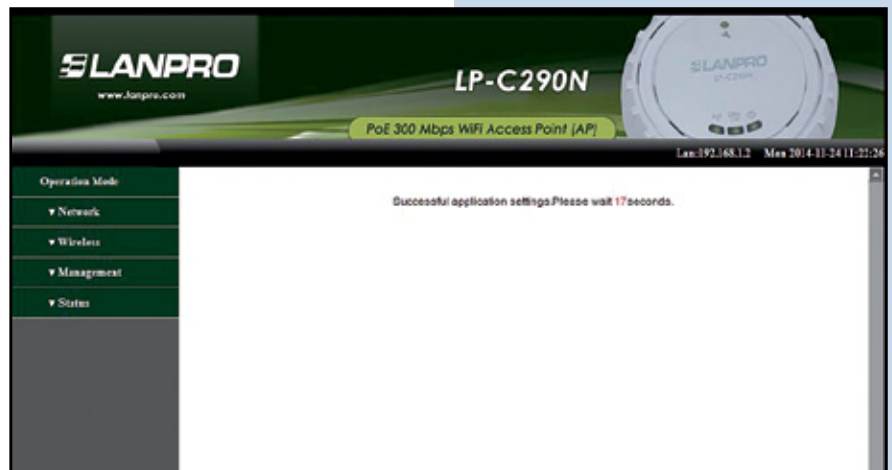 LANPRO
www.lanpro.com
LP-C290N
PoE 300 Mbps WiFi Access Point (AP)
LANPRO
LP-C290N
Lan:192.168.1.2 Mon 2014-11-24 11:22:26
Operation Mode
▼ Network
▼ Wireless
▼ Management
▼ Status
Successful application settings.Please wait 17seconds.